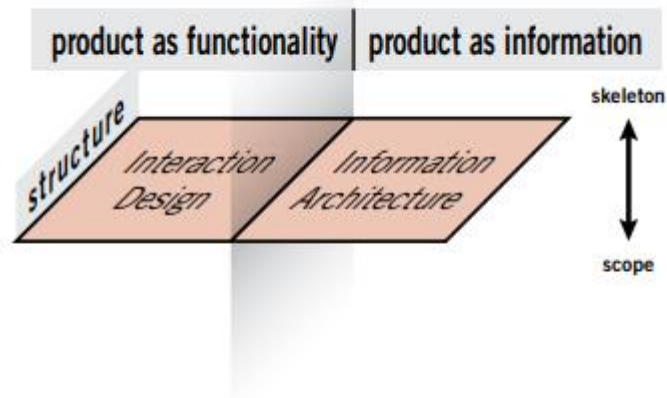 product as functionality
product as information
structure
Interaction
Design
Information
Architecture
skeleton
scope